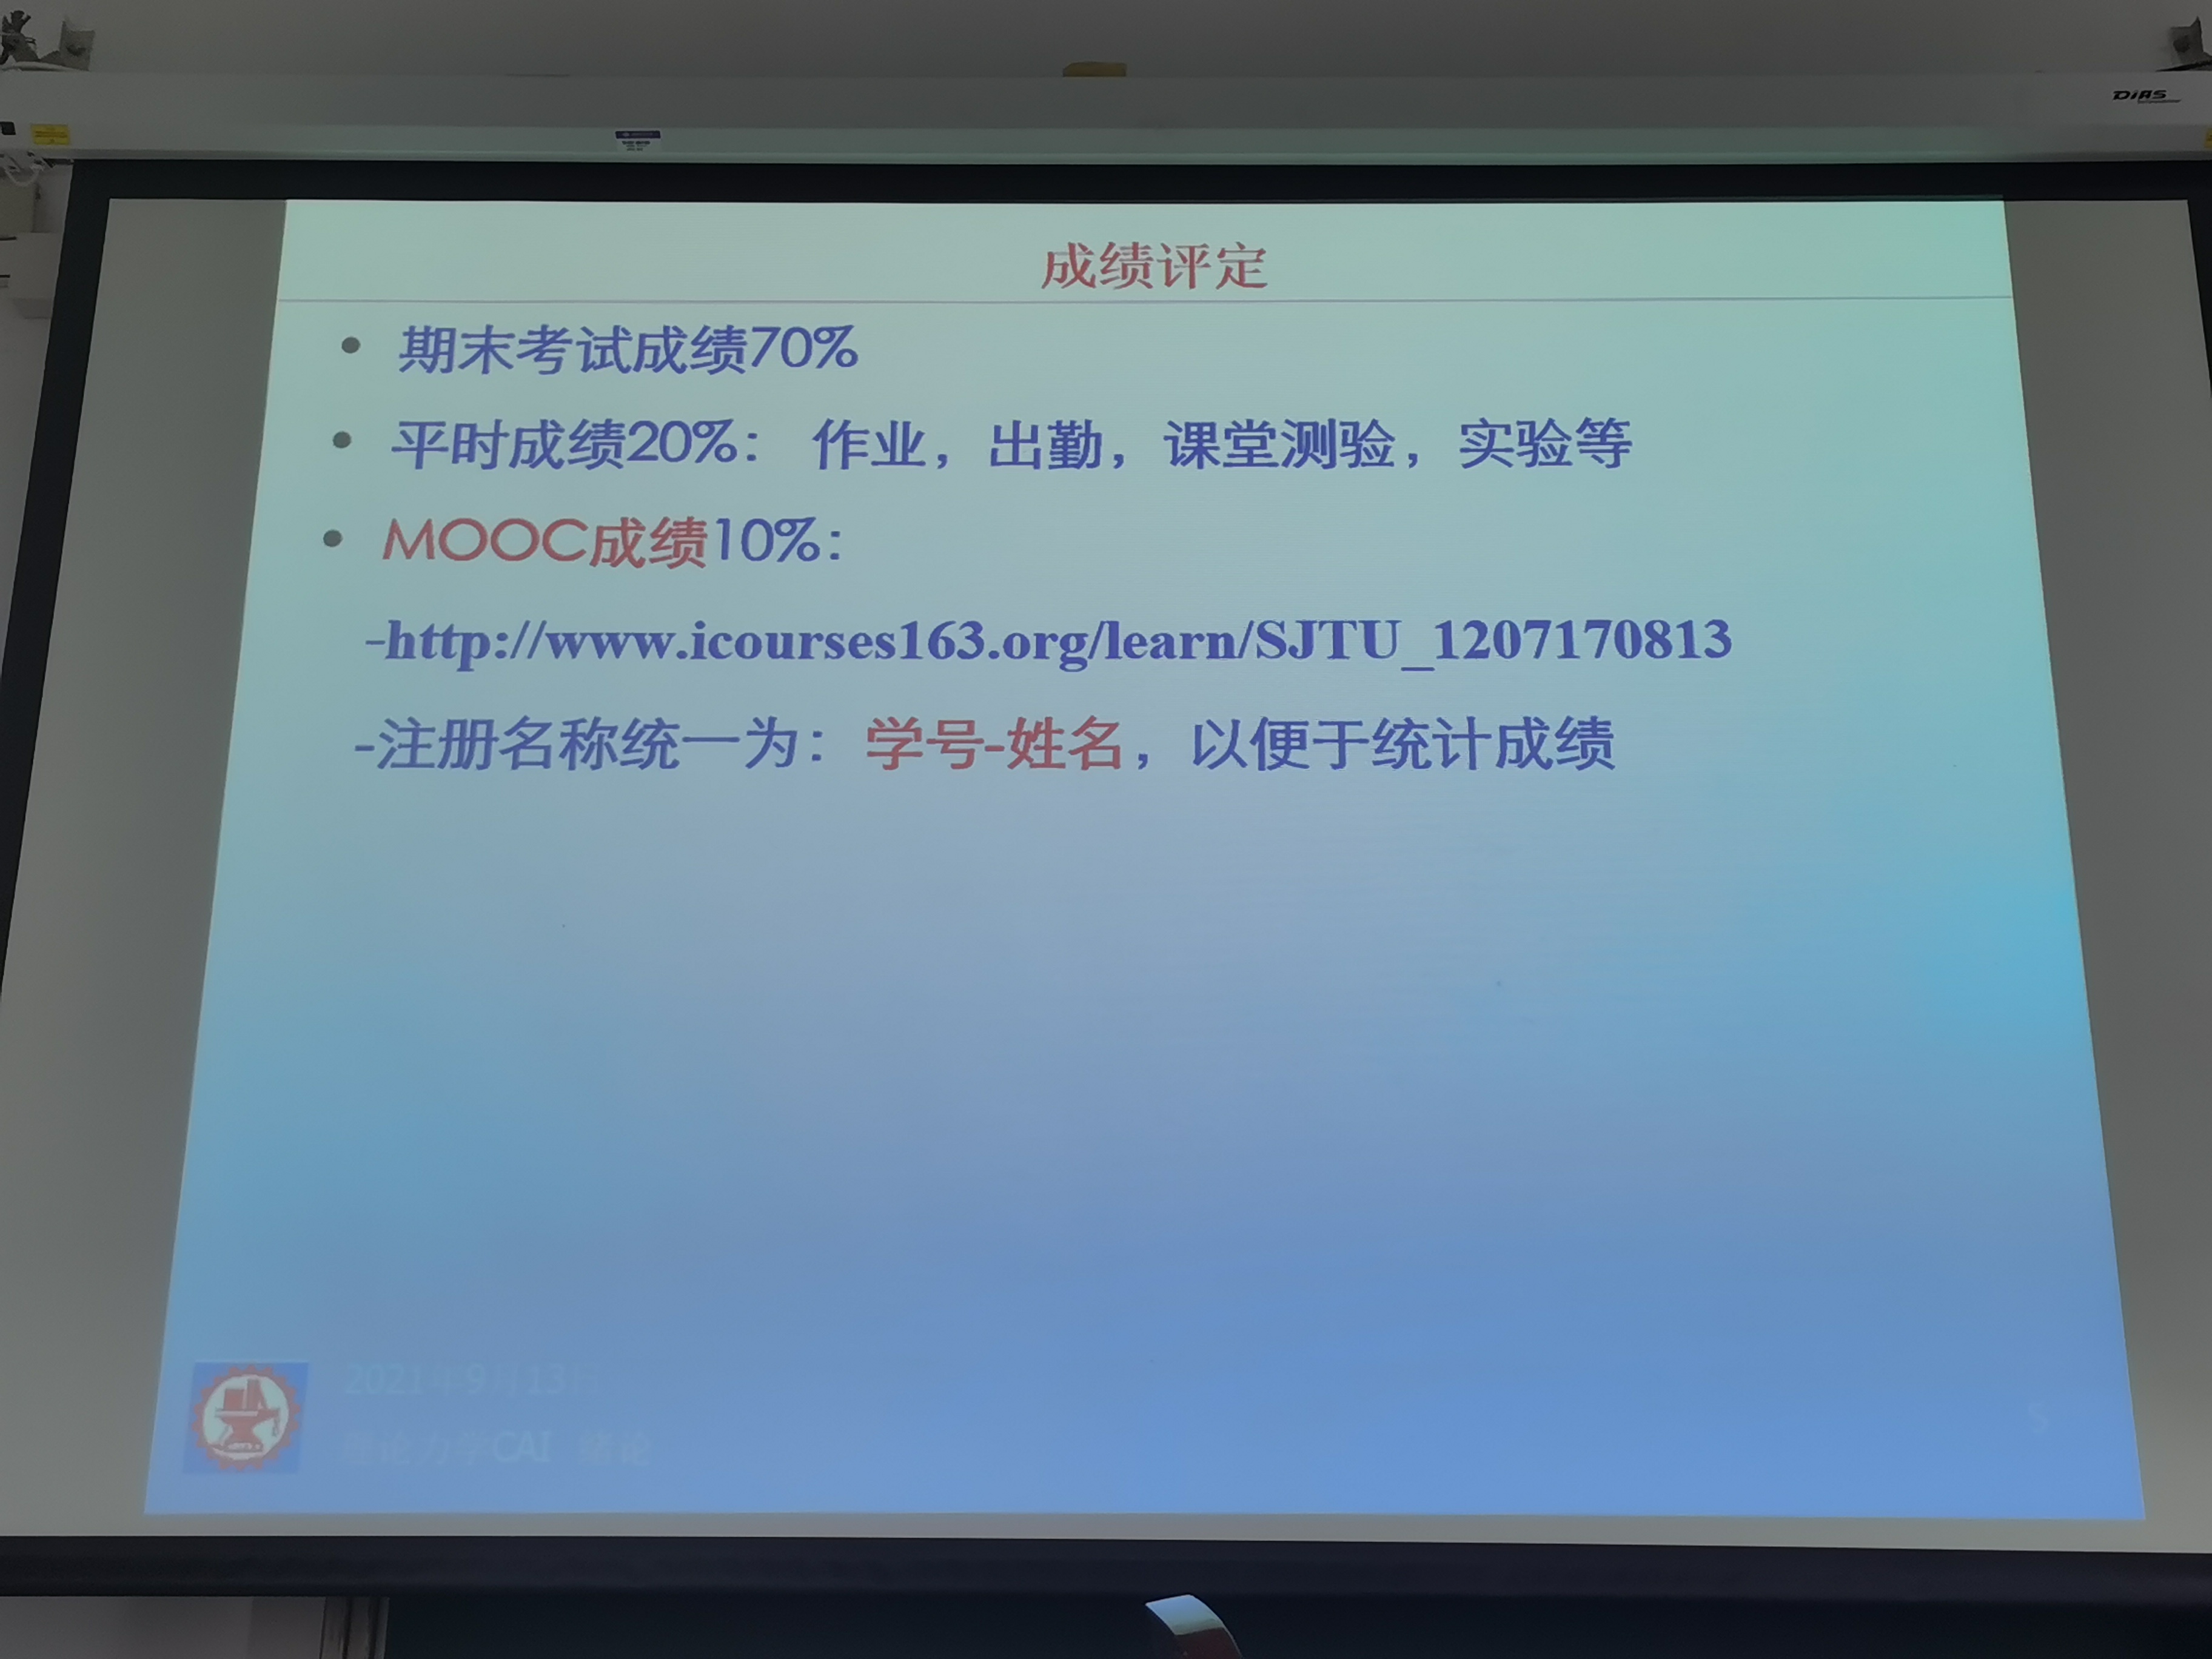 DIAS
成绩评定
• 期末考试成绩70%
• 平时成绩20%： 作业，出勤，课堂测验，实验等
• MOOC成绩10%：
-http://www.icourses163.org/learn/SJTU_1207170813
-注册名称统一为：学号-姓名，以便于统计成绩
2021年9月13日
理论力学CAI 绪论
5